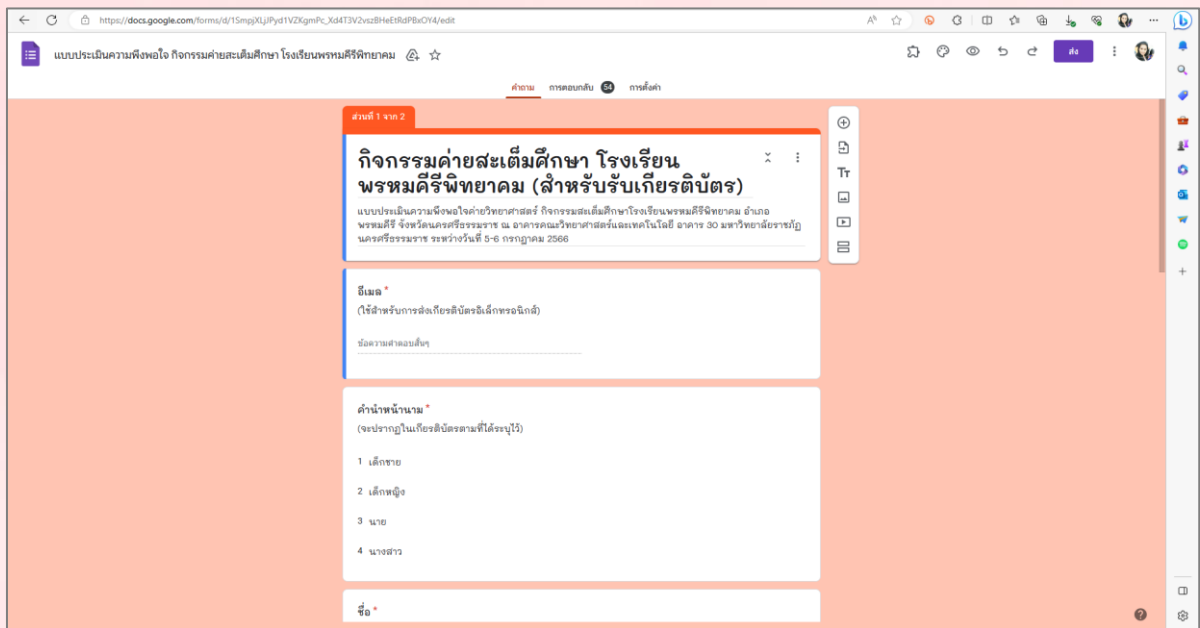 https://docs.google.com/forms/d/1SmpjXLjJPyd1VZKgmPc_Xd4T3V2vszBHeEtRdPBxOY4/edit
แบบประเมินความพึงพอใจ กิจกรรมค่ายสะเต็มศึกษา โรงเรียนพรหมคีรีพิทยาคม
ส่ง
คำถาม การตอบกลับ 54 การตั้งค่า
ส่วนที่ 1 จาก 2
กิจกรรมค่ายสะเต็มศึกษา โรงเรียน
พรหมคีรีพิทยาคม (สำหรับรับเกียรติบัตร)
แบบประเมินความพึงพอใจค่ายวิทยาศาสตร์ กิจกรรมสะเต็มศึกษาโรงเรียนพรหมคีรีพิทยาคม อำเภอ
พรหมคีรี จังหวัดนครศรีธรรมราช ณ อาคารคณะวิทยาศาสตร์และเทคโนโลยี อาคาร 30 มหาวิทยาลัยราชภัฏ
นครศรีธรรมราช ระหว่างวันที่ 5-6 กรกฎาคม 2566
Tт
อีเมล *
(ใช้สำหรับการส่งเกียรติบัตรอิเล็กทรอนิกส์)
ข้อความคำตอบสั้นๆ
คำนำหน้านาม *
(จะปรากฏในเกียรติบัตรตามที่ได้ระบุไว้)
1 เด็กชาย
2 เด็กหญิง
3 นาย
4 นางสาว
ชื่อ *